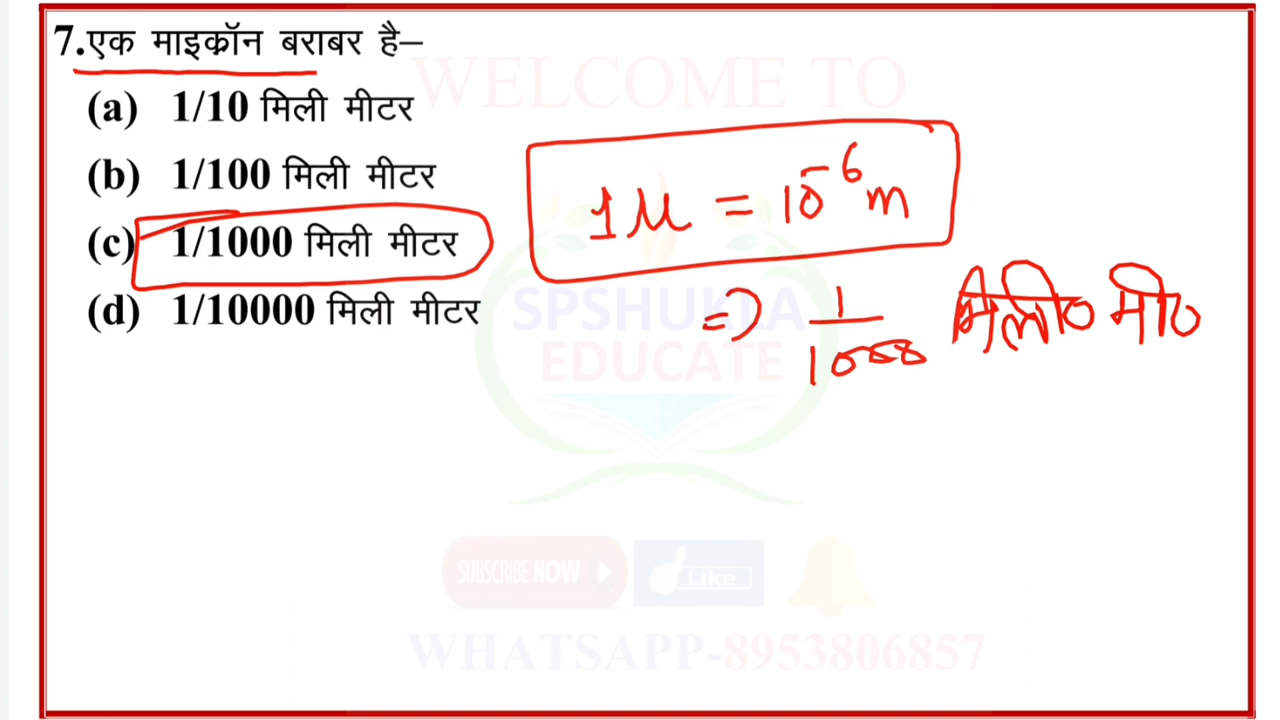 WELCOME TO
7.एक माइक्रॉन बराबर है–
(a) 1/10 मिली मीटर
(b) 1/100 मिली मीटर
(c) 1/1000 मिली मीटर
(d) 1/10000 मिली मीटर
1μ = 10⁻⁶ m
⇒ 1/1000 मिली० मी०
SPSHUKLA
EDUCATE
SUBSCRIBE NOW
Like
WHATSAPP-8953806857